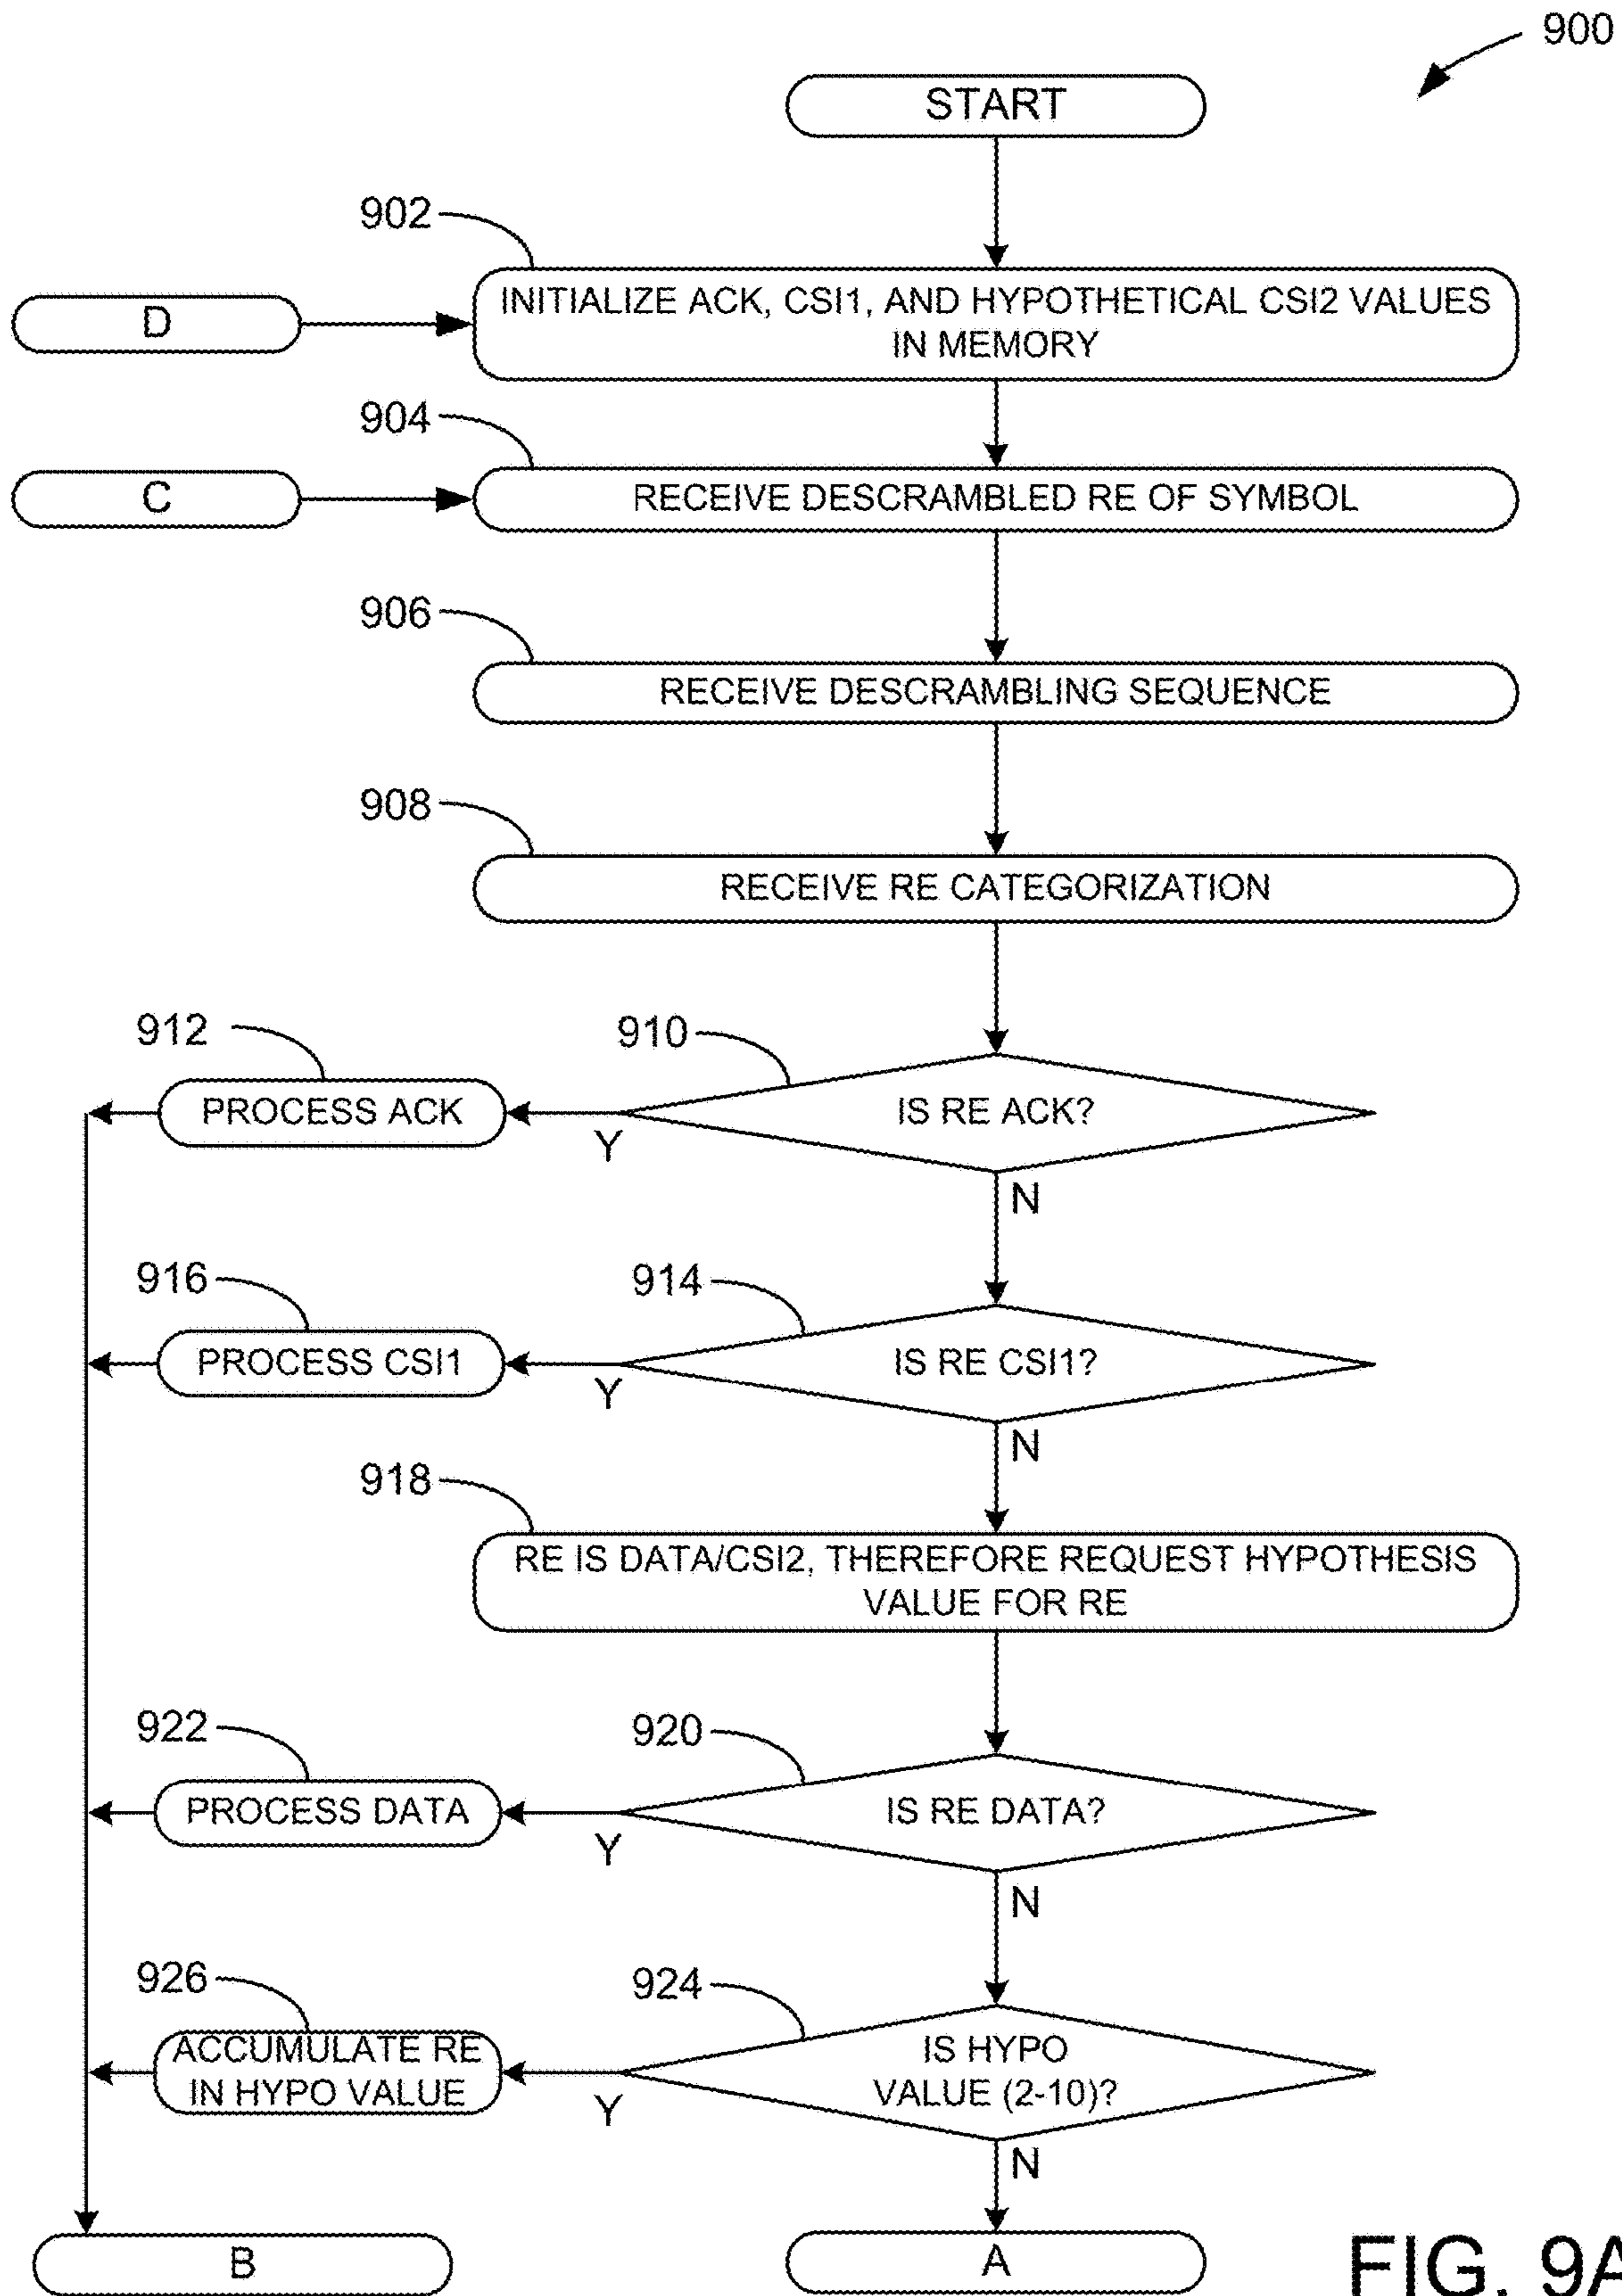 900
START
902
INITIALIZE ACK, CSI1, AND HYPOTHETICAL CSI2 VALUES
IN MEMORY
D
904
RECEIVE DESCRAMBLED RE OF SYMBOL
C
906
RECEIVE DESCRAMBLING SEQUENCE
908
RECEIVE RE CATEGORIZATION
912
910
PROCESS ACK
IS RE ACK?
Y
N
916
914
PROCESS CSI1
IS RE CSI1?
Y
N
918
RE IS DATA/CSI2, THEREFORE REQUEST HYPOTHESIS
VALUE FOR RE
922
920
PROCESS DATA
IS RE DATA?
Y
N
926
924
ACCUMULATE RE
IN HYPO VALUE
IS HYPO
VALUE (2-10)?
Y
N
B
A
FIG. 9A